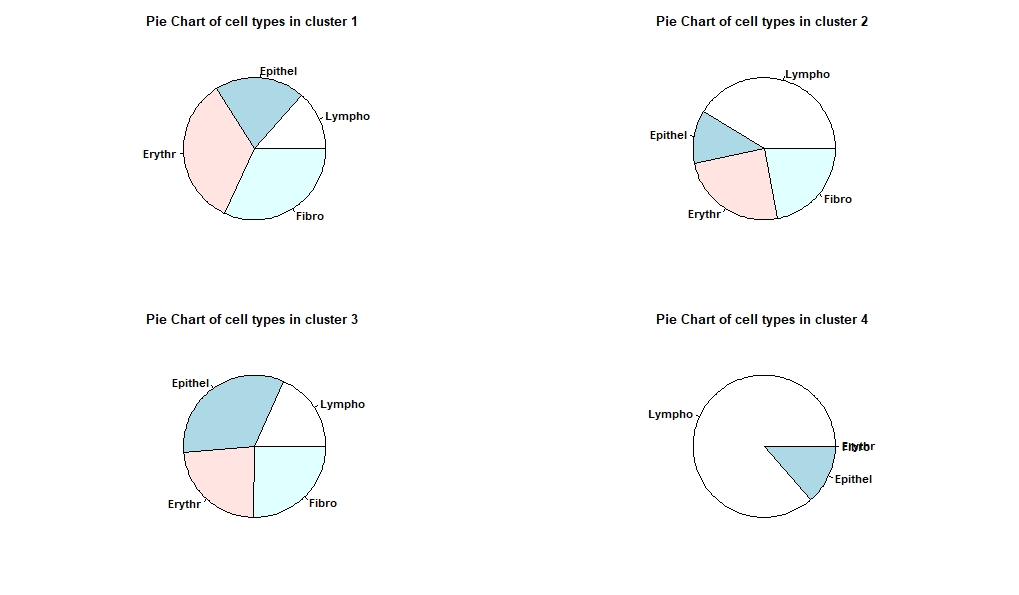 Pie Chart of cell types in cluster 1
Epithel
Lympho
Erythr
Fibro
Pie Chart of cell types in cluster 2
Lympho
Epithel
Fibro
Erythr
Pie Chart of cell types in cluster 3
Epithel
Lympho
Erythr
Fibro
Pie Chart of cell types in cluster 4
Lympho
Erythr
Fibro
Epithel